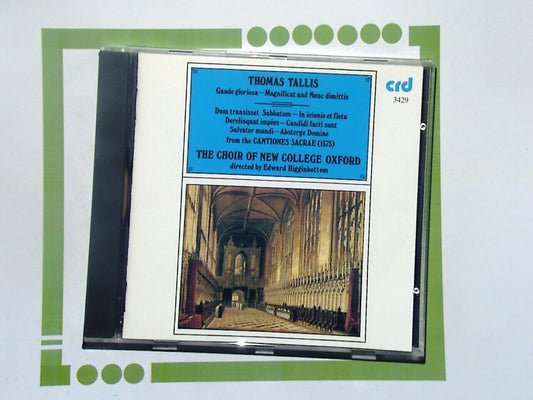 THOMAS TALLIS
Gaude gloriosa — Magnificat and Nunc dimittis
Dum transisset Sabbatum — In ieiunio et fletu
Derelinquat impius — Candidi facti sunt
Salvator mundi — Absterge Domine
from the CANTIONES SACRAE (1575)
THE CHOIR OF NEW COLLEGE OXFORD
directed by Edward Higginbottom
crd
3429